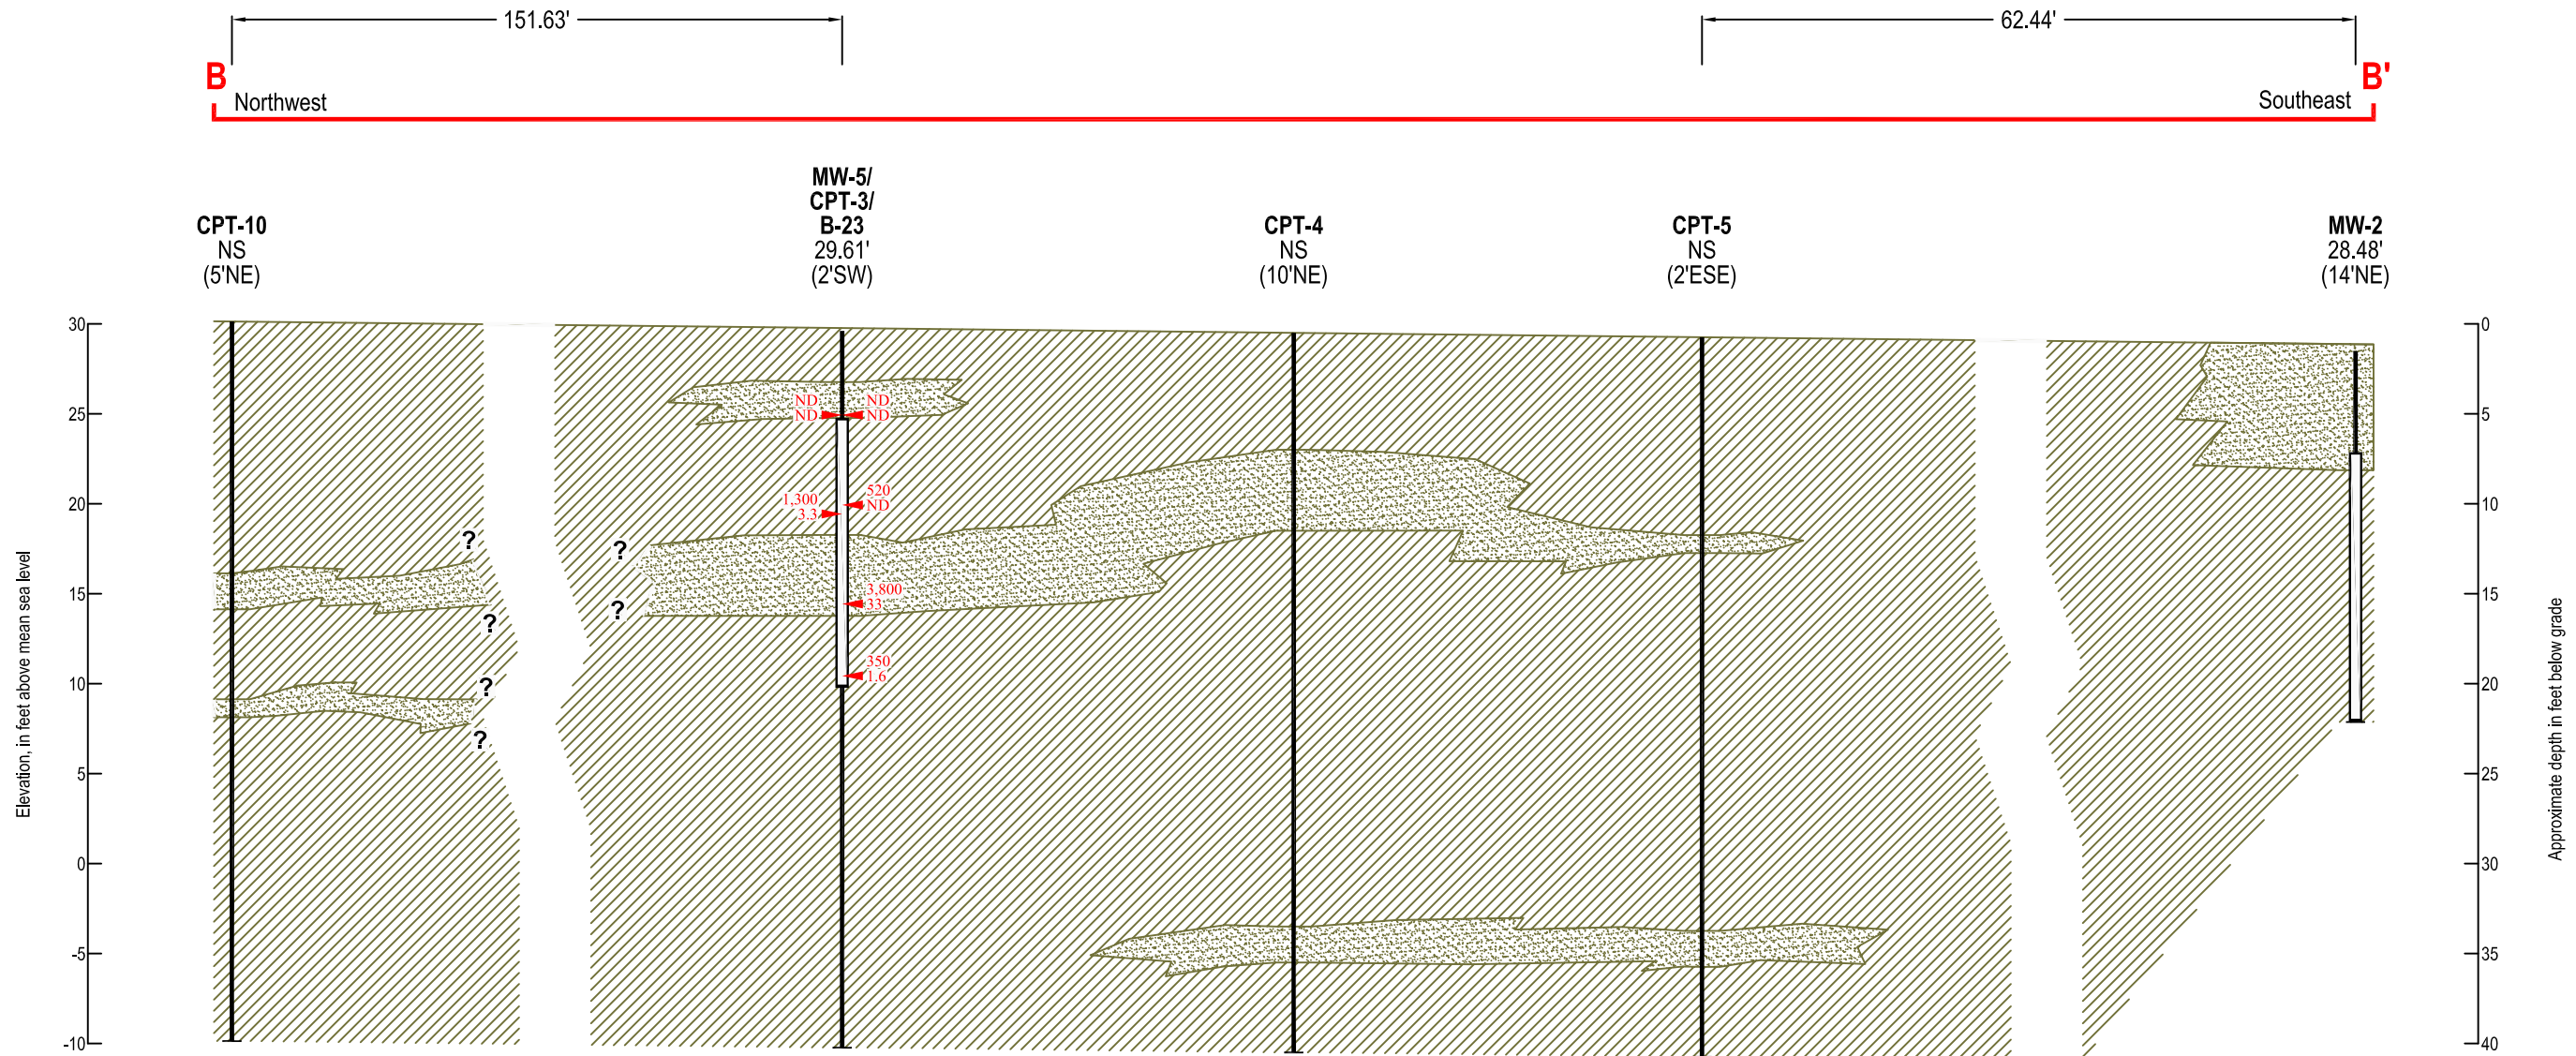 151.63'
62.44'
B
B'
Northwest
Southeast
CPT-10
NS
(5'NE)
MW-5/
CPT-3/
B-23
29.61'
(2'SW)
CPT-4
NS
(10'NE)
CPT-5
NS
(2'ESE)
MW-2
28.48'
(14'NE)
Elevation, in feet above mean sea level
30
25
20
15
10
5
0
-5
-10
ND
ND
ND
ND
1,300
3.3
520
ND
3,800
33
350
1.6
?
?
?
?
?
?
0
5
10
15
20
25
30
35
40
Approximate depth in feet below grade